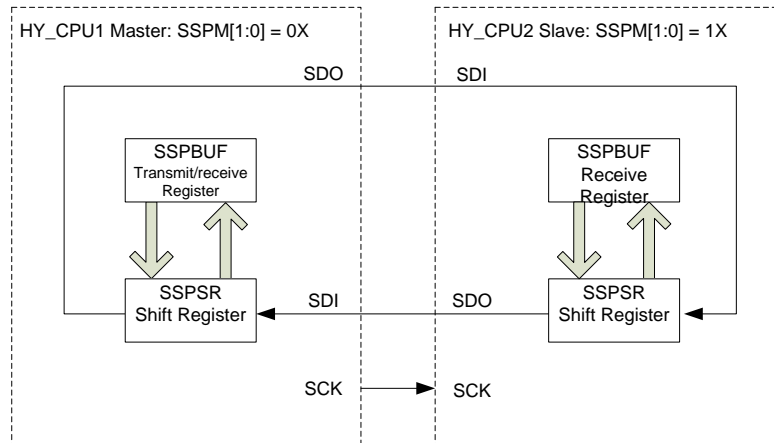 HY_CPU1 Master: SSPM[1:0] = 0X
HY_CPU2 Slave: SSPM[1:0] = 1X
SDO
SDI
SSPBUF
Transmit/receive
Register
SSPBUF
Receive
Register
SSPSR
Shift Register
SDI
SDO
SSPSR
Shift Register
SCK
SCK